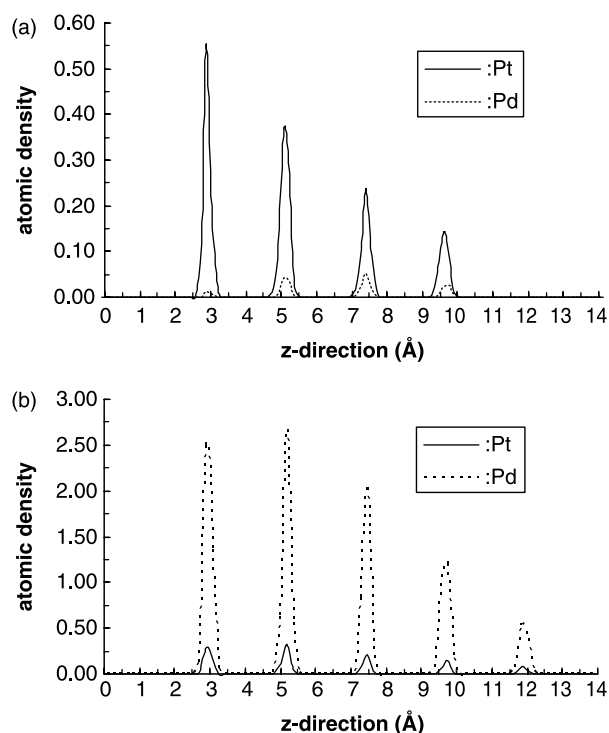 (a)
0.60
0.50
0.40
0.30
0.20
0.10
0.00
atomic density
:Pt
:Pd
0 1 2 3 4 5 6 7 8 9 10 11 12 13 14
z-direction (Å)
(b)
3.00
2.50
2.00
1.50
1.00
0.50
0.00
atomic density
:Pt
:Pd
0 1 2 3 4 5 6 7 8 9 10 11 12 13 14
z-direction (Å)